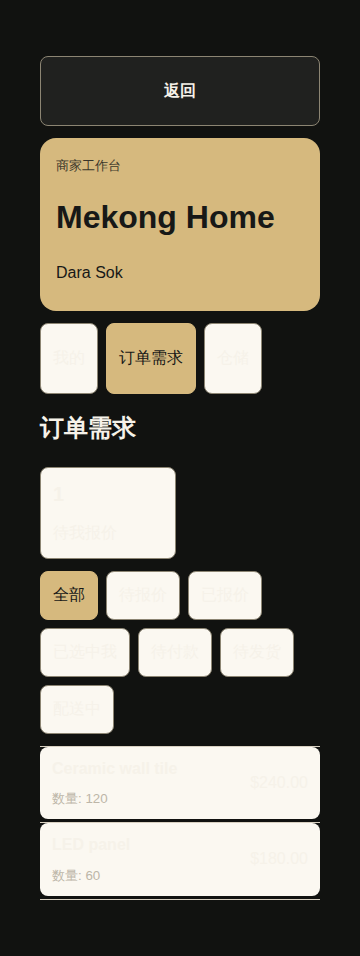 返回
商家工作台
Mekong Home
Dara Sok
我的
订单需求
仓储
订单需求
1
待我报价
全部
待报价
已报价
已选中我
待付款
待发货
配送中
Ceramic wall tile
$240.00
数量: 120
LED panel
$180.00
数量: 60